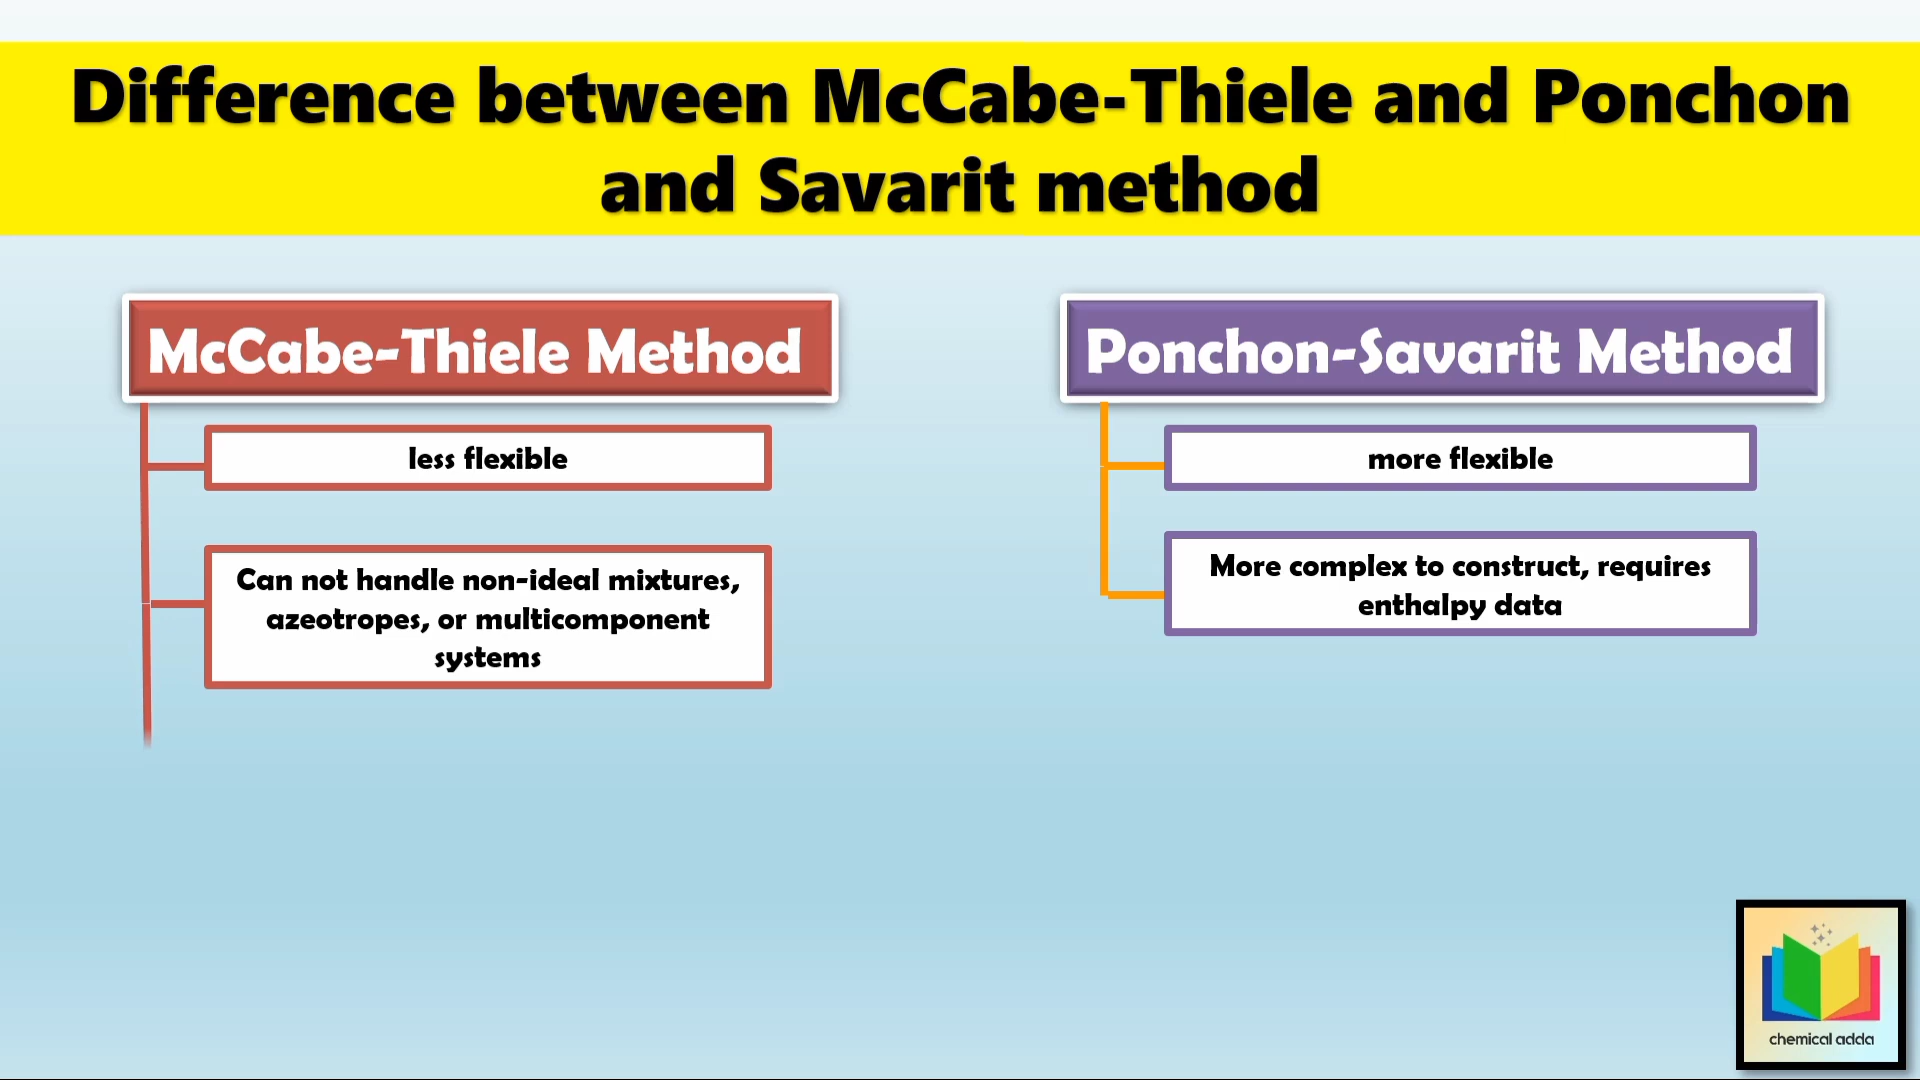 Difference between McCabe-Thiele and Ponchon
and Savarit method
McCabe-Thiele Method
less flexible
Can not handle non-ideal mixtures,
azeotropes, or multicomponent
systems
Ponchon-Savarit Method
more flexible
More complex to construct, requires
enthalpy data
chemical adda